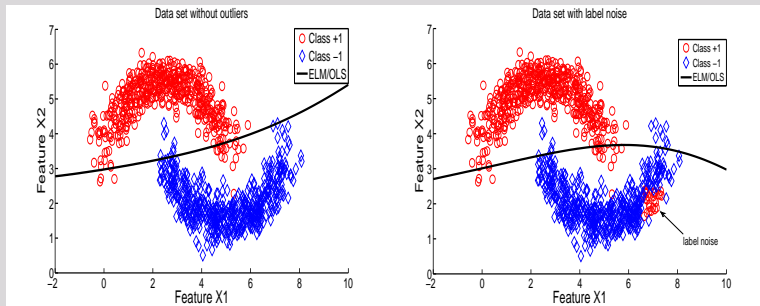 Data set without outliers
Class +1
Class −1
ELM/OLS
Feature X2
7
6
5
4
3
2
1
0
−2
0
2
4
6
8
10
Feature X1
Data set with label noise
Class +1
Class −1
ELM/OLS
label noise
Feature X2
7
6
5
4
3
2
1
0
−2
0
2
4
6
8
10
Feature X1